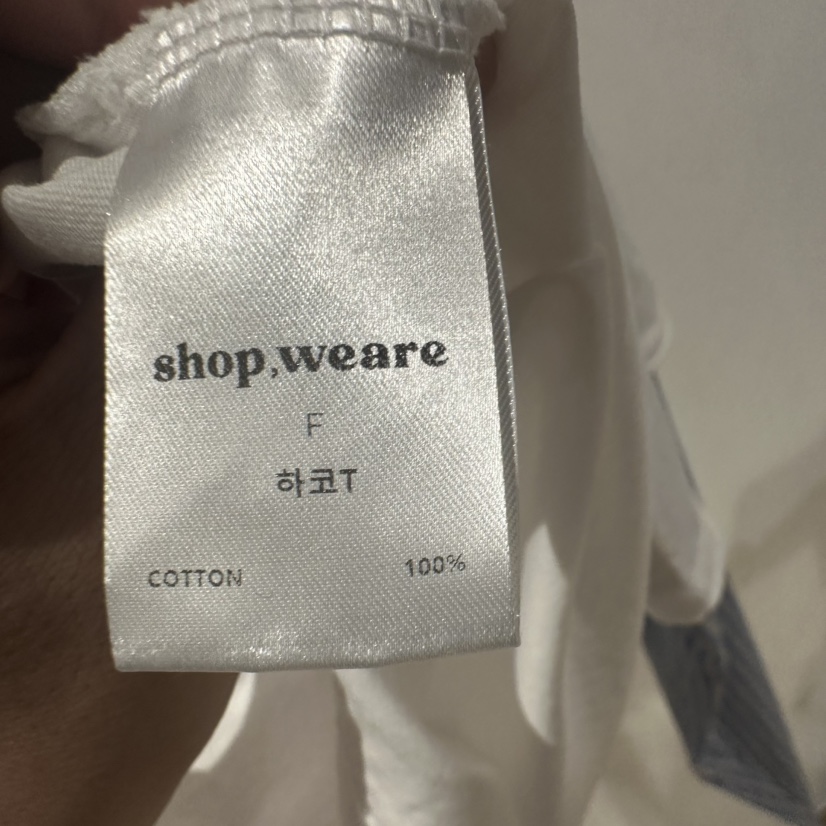 shop,weare
F
하코T
COTTON 100%